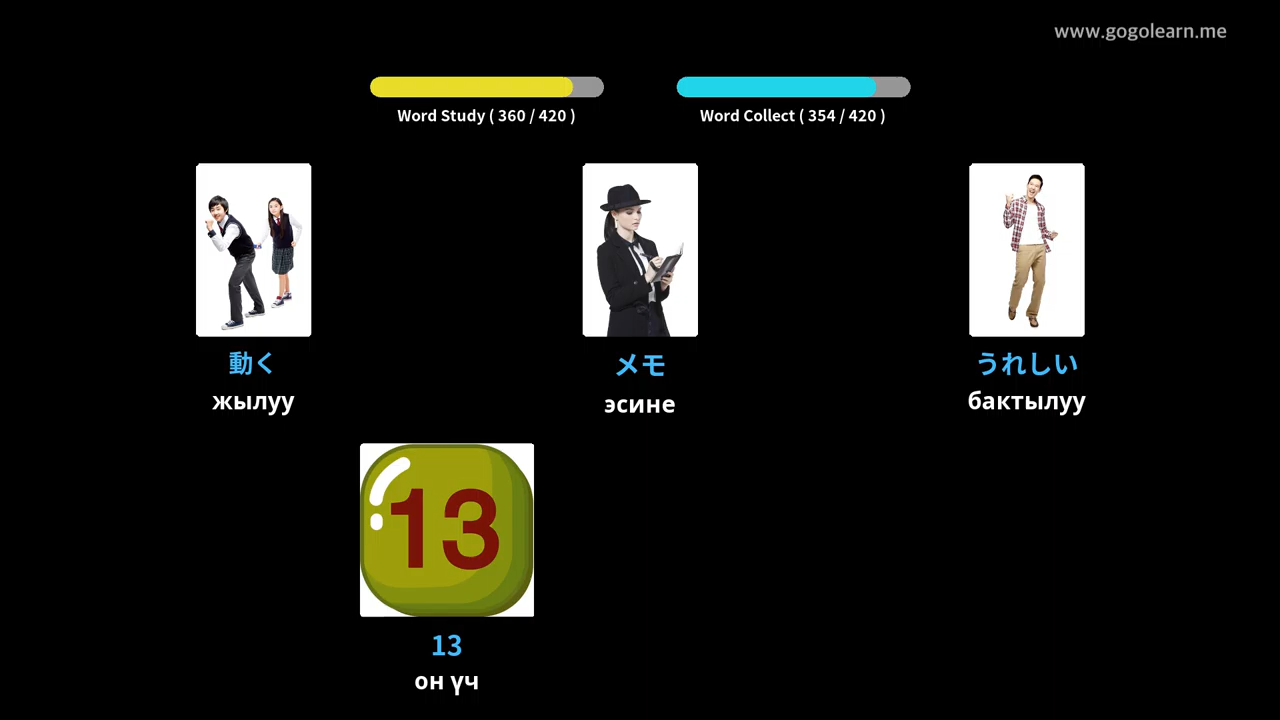 www.gogolearn.me
Word Study ( 360 / 420 )
Word Collect ( 354 / 420 )
動く
жылуу
メモ
эсине
うれしい
бактылуу
13
13
он үч